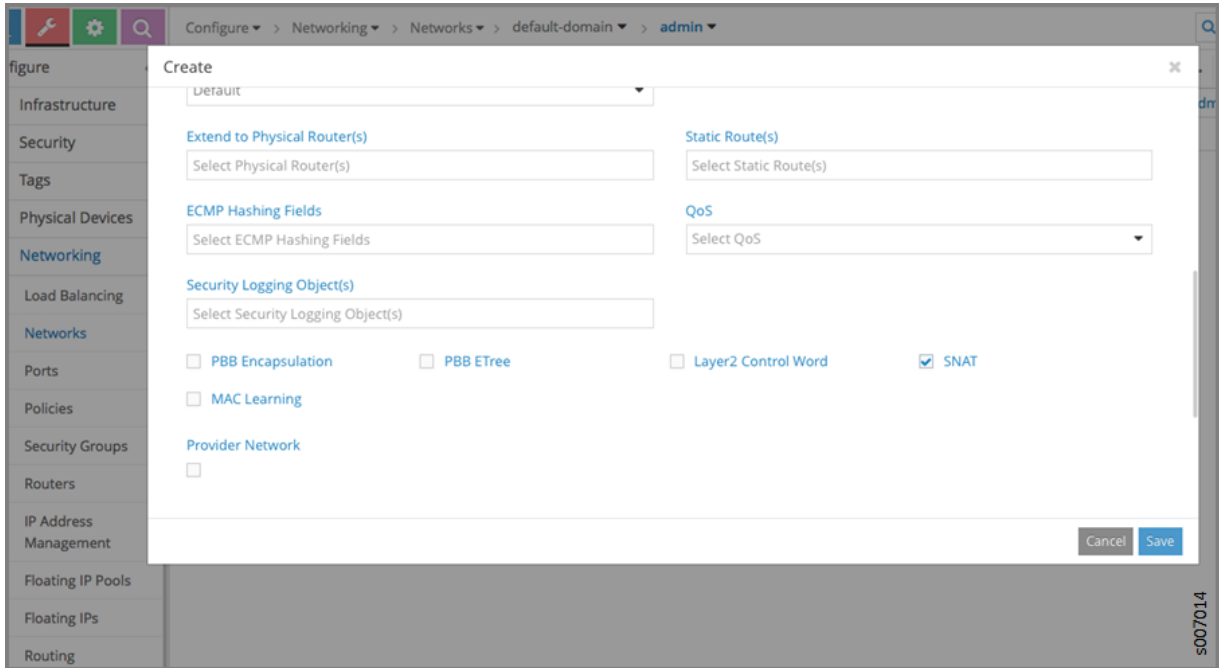 Configure > Networking > Networks > default-domain > admin
figure
Create
Infrastructure
Default
dm
Security
Extend to Physical Router(s)
Static Route(s)
Select Physical Router(s)
Select Static Route(s)
Tags
Physical Devices
ECMP Hashing Fields
QoS
Select ECMP Hashing Fields
Select QoS
Networking
Load Balancing
Security Logging Object(s)
Select Security Logging Object(s)
Networks
PBB Encapsulation
PBB ETree
Layer2 Control Word
SNAT
Ports
MAC Learning
Policies
Security Groups
Provider Network
Routers
IP Address
Management
Cancel
Save
Floating IP Pools
Floating IPs
Routing
s007014